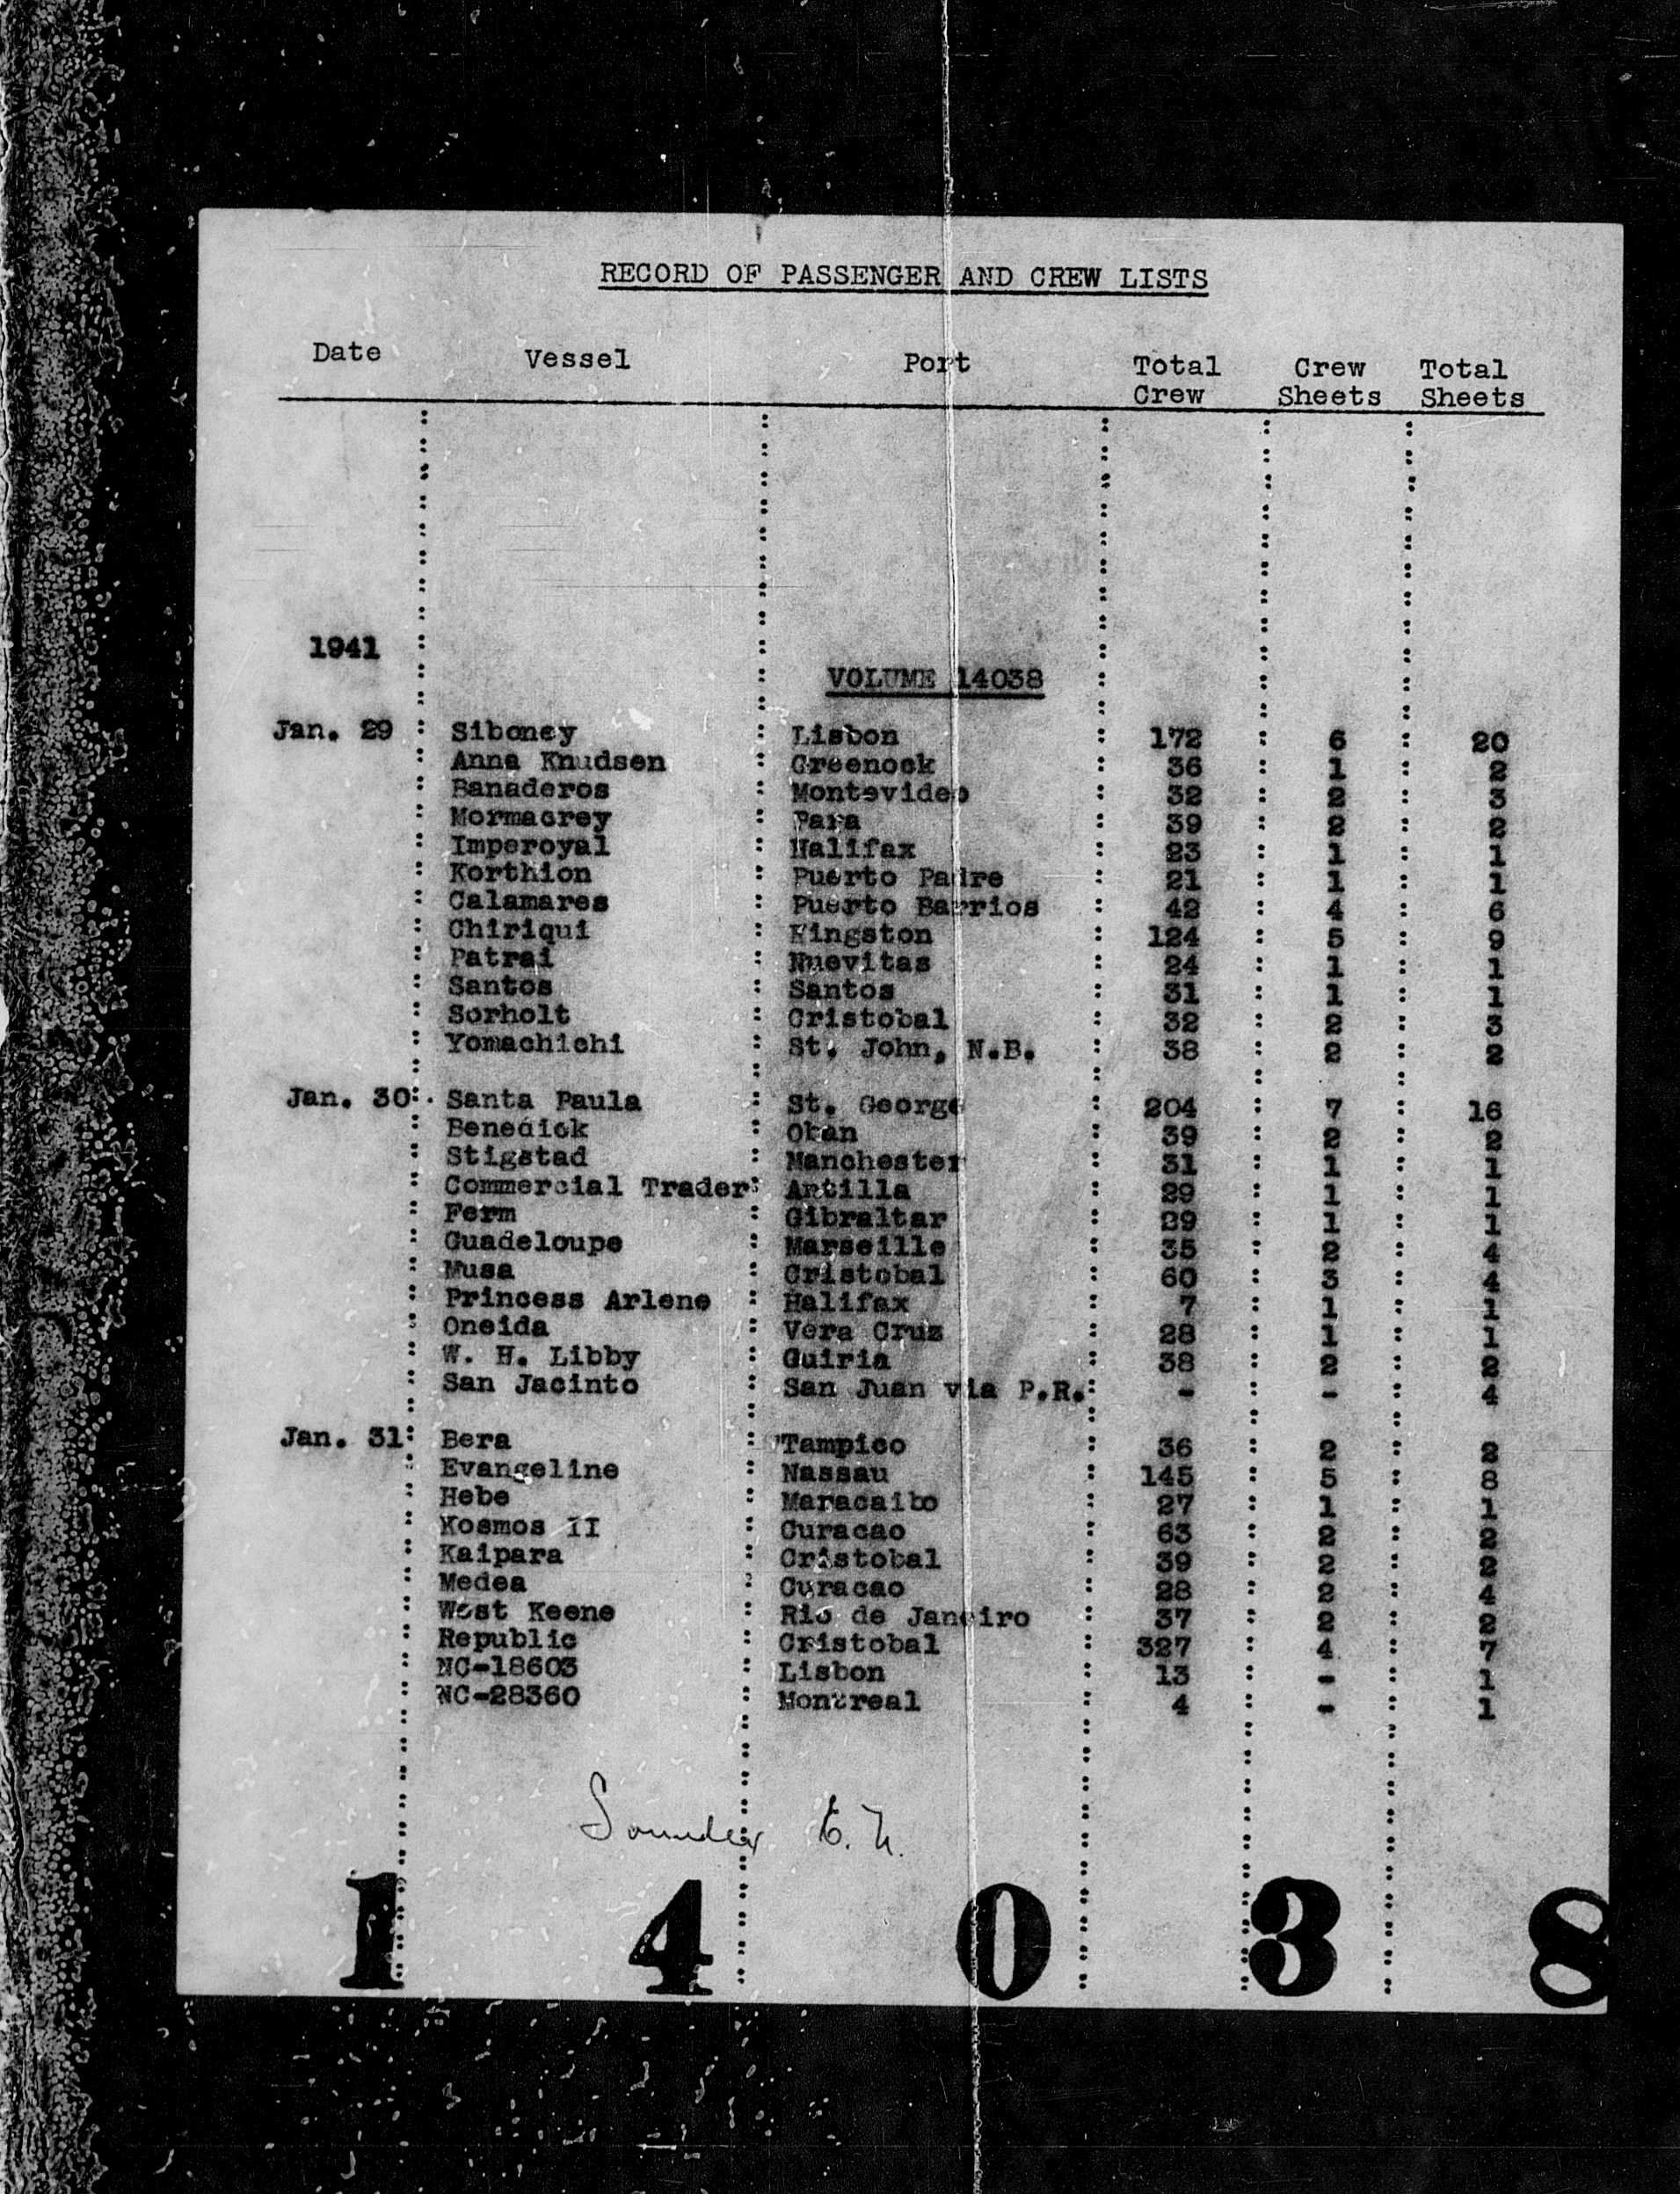 RECORD OF PASSENGER AND CREW LISTS
Date Vessel Port Total Crew Crew Sheets Total Sheets
1941
VOLUME 14038
Jan. 29 : Siboney : Lisbon : 172 : 6 : 20
: Anna Knudsen : Greenock : 36 : 1 : 2
: Banaderos : Montevideo : 32 : 2 : 3
: Mormacrey : Para : 39 : 2 : 2
: Imperoyal : Halifax : 23 : 1 : 1
: Korthion : Puerto Padre : 21 : 1 : 1
: Calamares : Puerto Barrios : 42 : 4 : 6
: Chiriqui : Kingston : 124 : 5 : 9
: Patrai : Nuevitas : 24 : 1 : 1
: Santos : Santos : 31 : 1 : 1
: Sorholt : Cristobal : 32 : 2 : 3
: Yomachichi : St. John, N.B. : 38 : 2 : 2
Jan. 30 : Santa Paula : St. George : 204 : 7 : 16
: Benedick : Oban : 39 : 2 : 2
: Stigstad : Manchester : 31 : 1 : 1
: Commercial Trader : Antilla : 29 : 1 : 1
: Ferm : Gibraltar : 29 : 1 : 1
: Guadeloupe : Marseille : 35 : 2 : 4
: Musa : Cristobal : 60 : 3 : 4
: Princess Arlene : Halifax : 7 : 1 : 1
: Oneida : Vera Cruz : 28 : 1 : 1
: W. H. Libby : Guiria : 38 : 2 : 2
: San Jacinto : San Juan via P.R. : - : - : 4
Jan. 31 : Bera : Tampico : 36 : 2 : 2
: Evangeline : Nassau : 145 : 5 : 8
: Hebe : Maracaibo : 27 : 1 : 1
: Kosmos II : Curacao : 63 : 2 : 2
: Kaipara : Cristobal : 39 : 2 : 2
: Medea : Curacao : 28 : 2 : 4
: West Keene : Rio de Janeiro : 37 : 2 : 2
: Republic : Cristobal : 327 : 4 : 7
: NC-18603 : Lisbon : 13 : - : 1
: NC-28360 : Montreal : 4 : - : 1
14038